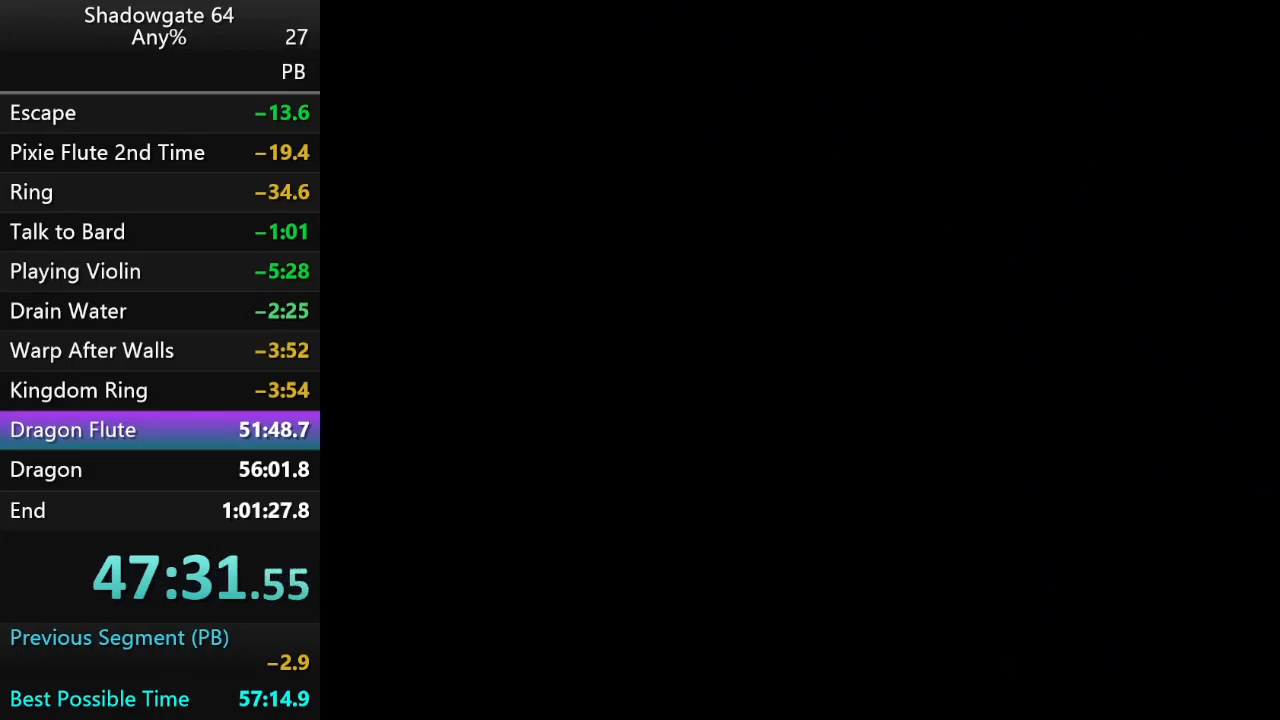 Shadowgate 64
Any% 27
PB
Escape −13.6
Pixie Flute 2nd Time −19.4
Ring −34.6
Talk to Bard −1:01
Playing Violin −5:28
Drain Water −2:25
Warp After Walls −3:52
Kingdom Ring −3:54
Dragon Flute 51:48.7
Dragon 56:01.8
End 1:01:27.8
47:31.55
Previous Segment (PB)
−2.9
Best Possible Time 57:14.9